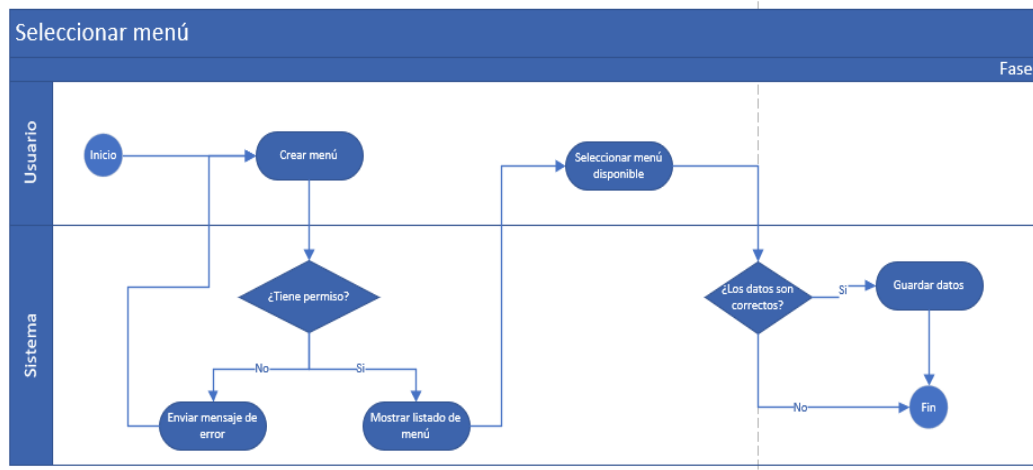 Seleccionar menú
Fase
Usuario
Inicio
Crear menú
Seleccionar menú
disponible
Sistema
¿Tiene permiso?
¿Los datos son
correctos?
Si
Guardar datos
No
Si
Enviar mensaje de
error
Mostrar listado de
menú
No
Fin